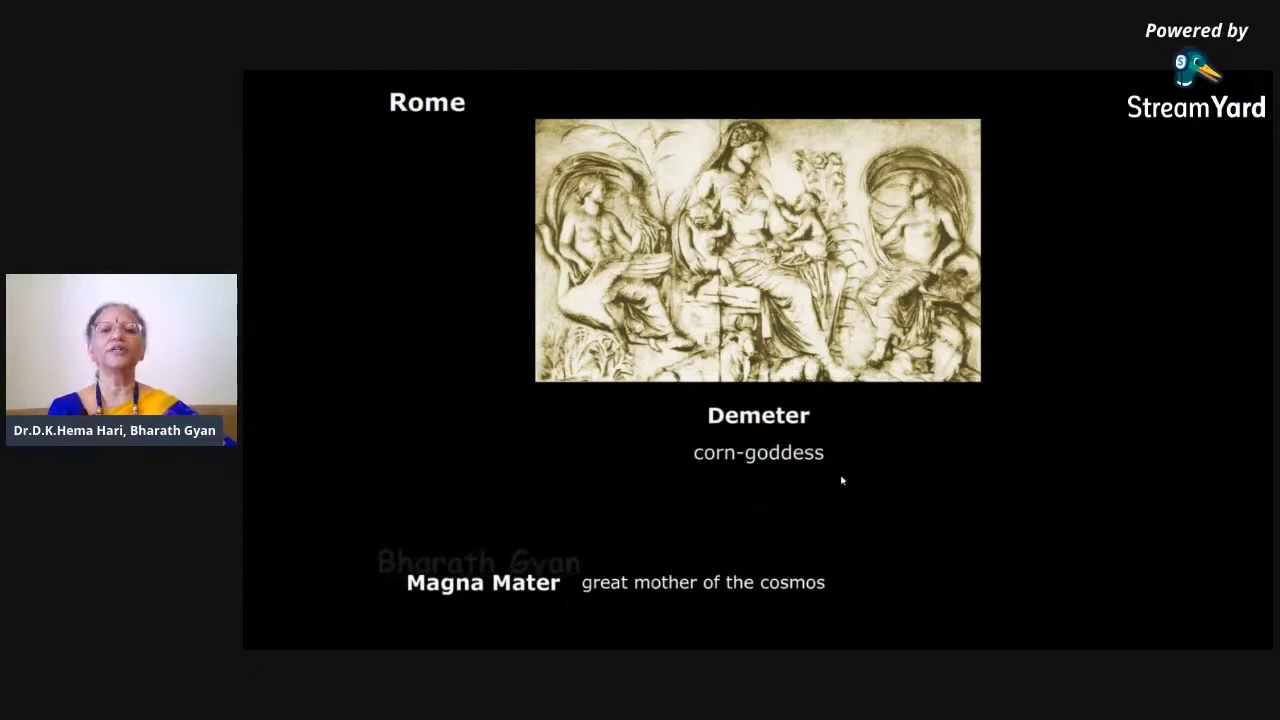 Powered by
StreamYard
Rome
Demeter
corn-goddess
Bharath Gyan
Magna Mater great mother of the cosmos
Dr.D.K.Hema Hari, Bharath Gyan